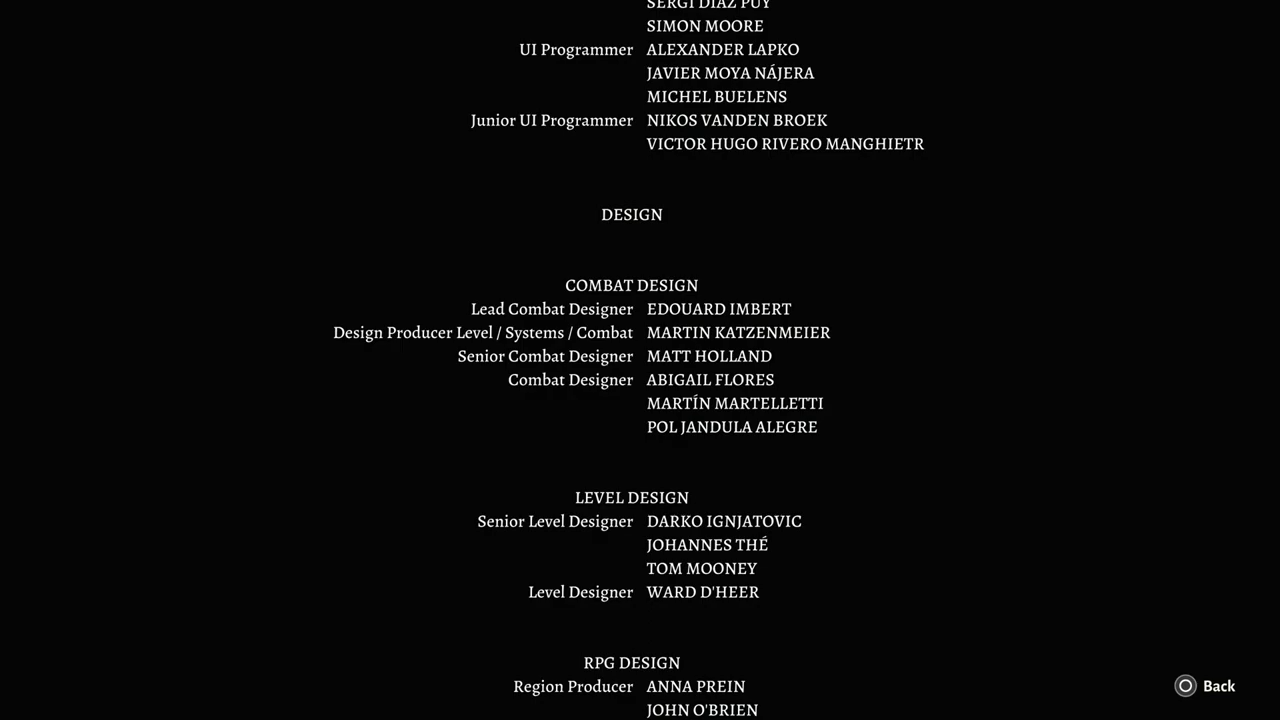 SERGI DÍAZ PUY
SIMON MOORE
UI Programmer ALEXANDER LAPKO
JAVIER MOYA NÁJERA
MICHEL BUELENS
Junior UI Programmer NIKOS VANDEN BROEK
VICTOR HUGO RIVERO MANGHIETR
DESIGN
COMBAT DESIGN
Lead Combat Designer EDOUARD IMBERT
Design Producer Level / Systems / Combat MARTIN KATZENMEIER
Senior Combat Designer MATT HOLLAND
Combat Designer ABIGAIL FLORES
MARTÍN MARTELLETTI
POL JANDULA ALEGRE
LEVEL DESIGN
Senior Level Designer DARKO IGNJATOVIC
JOHANNES THÉ
TOM MOONEY
Level Designer WARD D'HEER
RPG DESIGN
Region Producer ANNA PREIN
JOHN O'BRIEN
Back